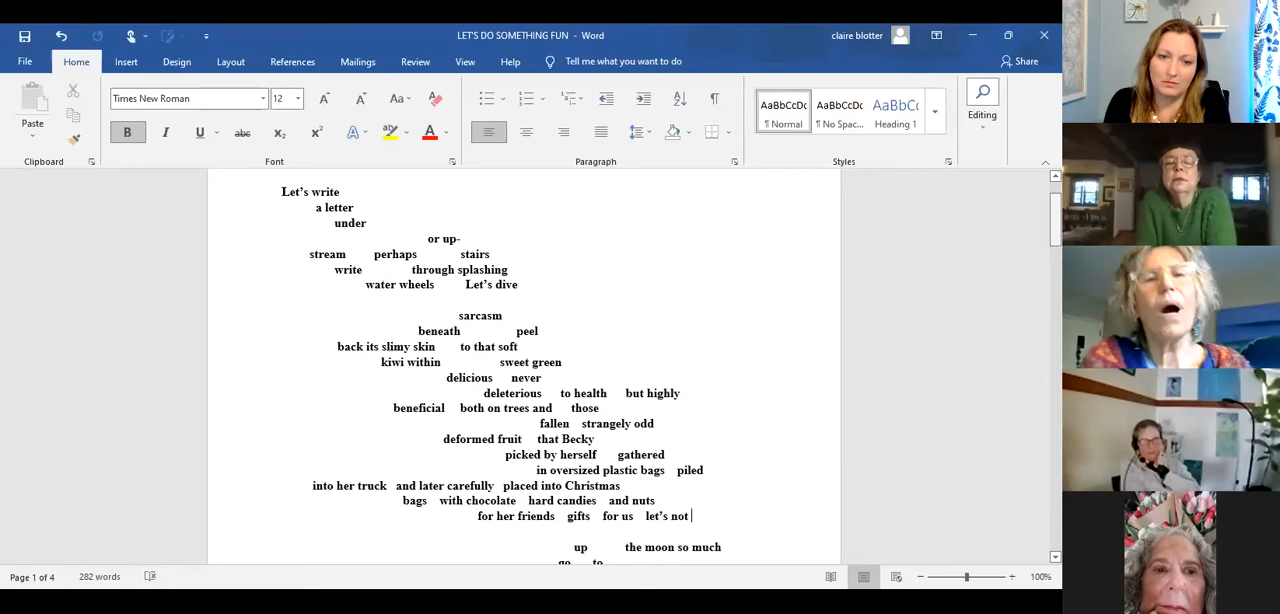 LET'S DO SOMETHING FUN - Word
claire blotter
File Home Insert Design Layout References Mailings Review View Help Tell me what you want to do Share
Times New Roman 12 Aa AaBbCcDc AaBbCcDc AaBbCc
Paste B I U abc x₂ x² A A ¶ Normal ¶ No Spac... Heading 1 Editing
Clipboard Font Paragraph Styles
Let's write
a letter
under
or up-
stream perhaps stairs
write through splashing
water wheels Let's dive
sarcasm
beneath peel
back its slimy skin to that soft
kiwi within sweet green
delicious never
deleterious to health but highly
beneficial both on trees and those
fallen strangely odd
deformed fruit that Becky
picked by herself gathered
in oversized plastic bags piled
into her truck and later carefully placed into Christmas
bags with chocolate hard candies and nuts
for her friends gifts for us let's not
up the moon so much
go to
Page 1 of 4 282 words 100%